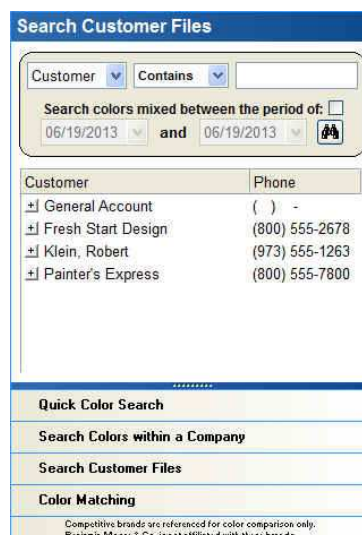 Search Customer Files
Customer Contains
Search colors mixed between the period of:
06/19/2013 and 06/19/2013
Customer Phone
General Account ( ) -
Fresh Start Design (800) 555-2678
Klein, Robert (973) 555-1263
Painter's Express (800) 555-7800
Quick Color Search
Search Colors within a Company
Search Customer Files
Color Matching
Competitive brands are referenced for color comparison only.